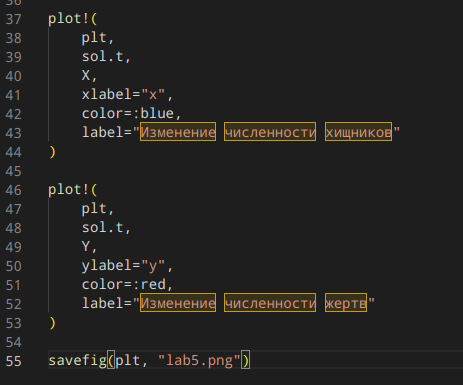 36
37 plot!(
38     plt,
39     sol.t,
40     X,
41     xlabel="x",
42     color=:blue,
43     label="Изменение численности хищников"
44 )
45
46 plot!(
47     plt,
48     sol.t,
49     Y,
50     ylabel="y",
51     color=:red,
52     label="Изменение численности жертв"
53 )
54
55 savefig(plt, "lab5.png")